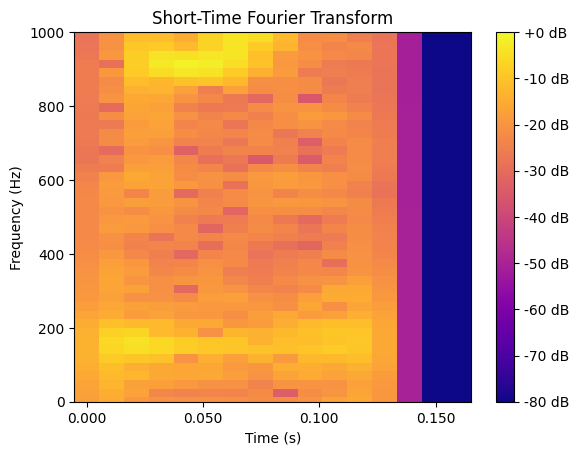 Short-Time Fourier Transform
1000
800
600
400
200
0
Frequency (Hz)
0.000
0.050
0.100
0.150
Time (s)
+0 dB
-10 dB
-20 dB
-30 dB
-40 dB
-50 dB
-60 dB
-70 dB
-80 dB